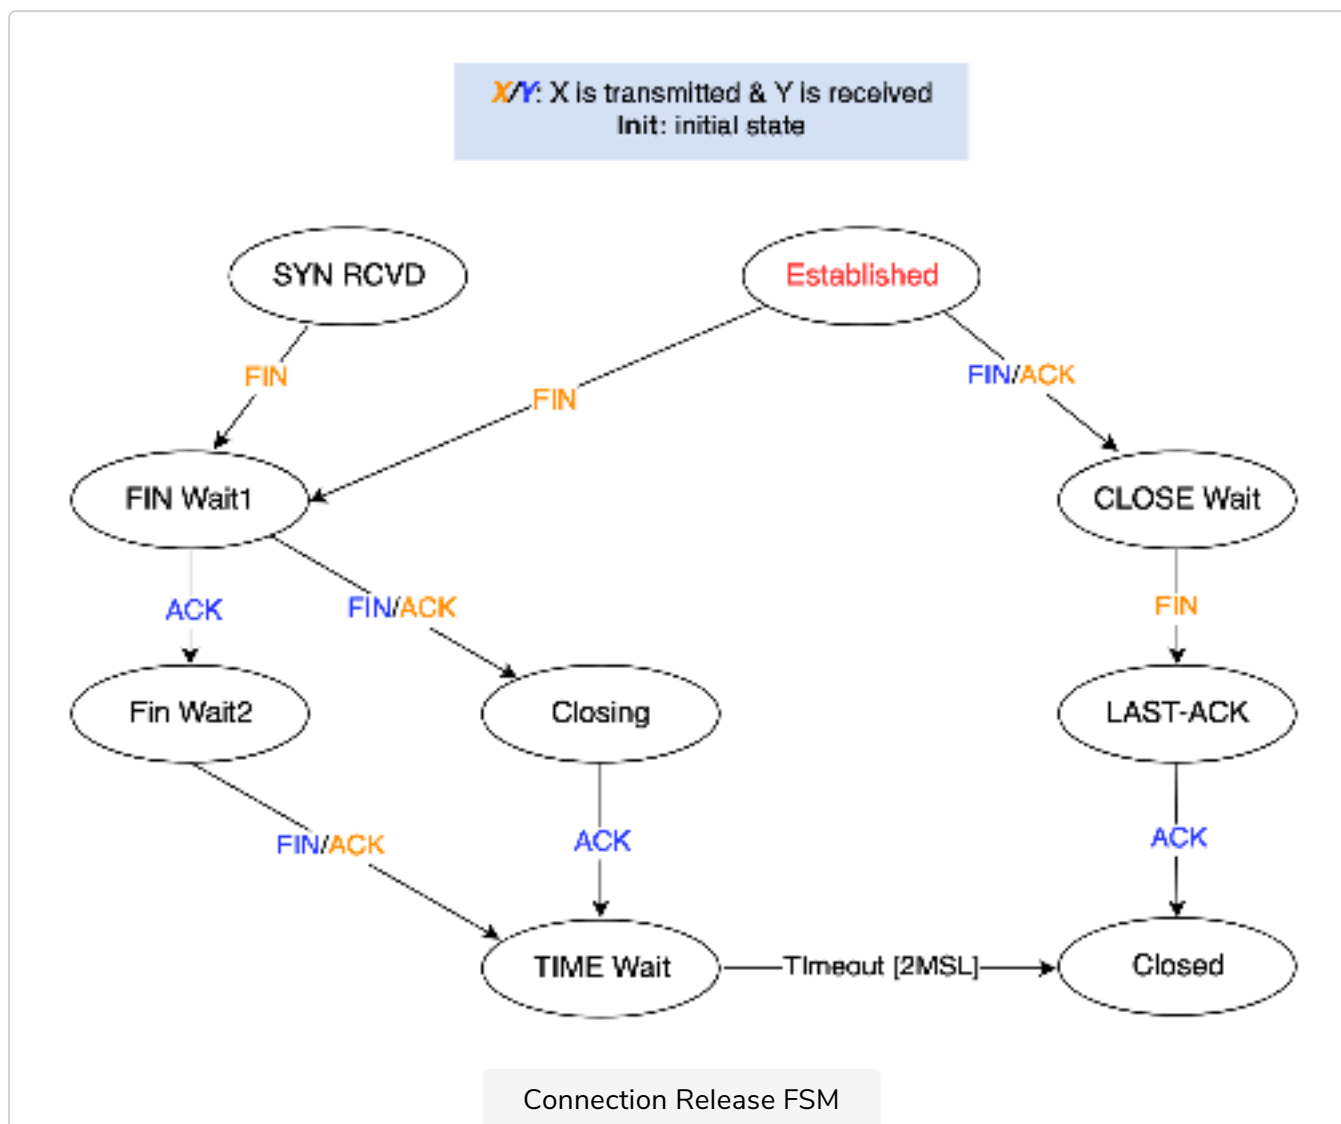 X/Y: X is transmitted & Y is received
Init: initial state
SYN RCVD
Established
FIN
FIN
FIN/ACK
FIN Wait1
CLOSE Wait
ACK
FIN/ACK
FIN
Fin Wait2
Closing
LAST-ACK
FIN/ACK
ACK
ACK
TIME Wait
TImeout [2MSL]
Closed
Connection Release FSM